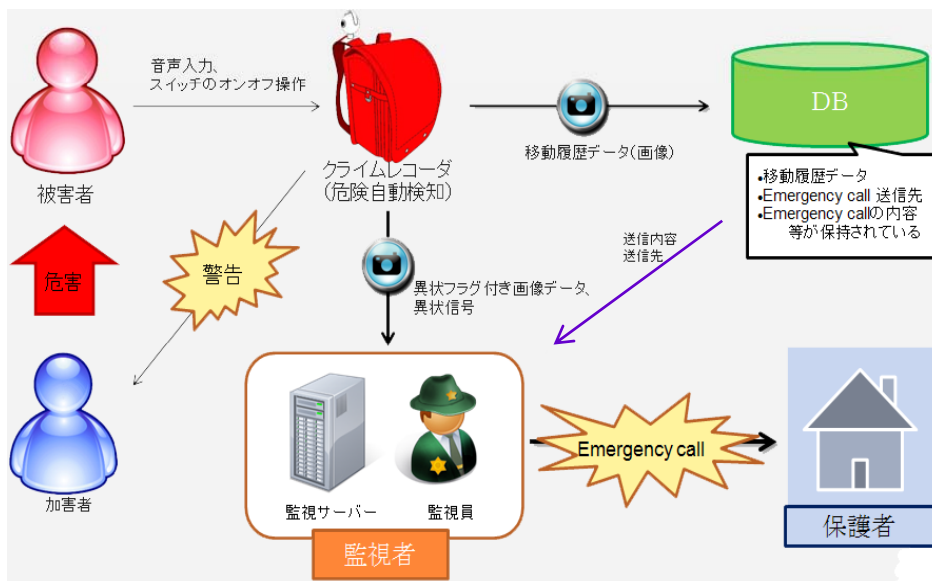 音声入力、
スイッチのオンオフ操作
被害者
クライムレコーダ
(危険自動検知)
移動履歴データ(画像)
DB
•移動履歴データ
•Emergency call 送信先
•Emergency callの内容
等が保持されている
危害
警告
異状フラグ付き画像データ、
異状信号
送信内容
送信先
加害者
監視サーバー
監視員
監視者
Emergency call
保護者